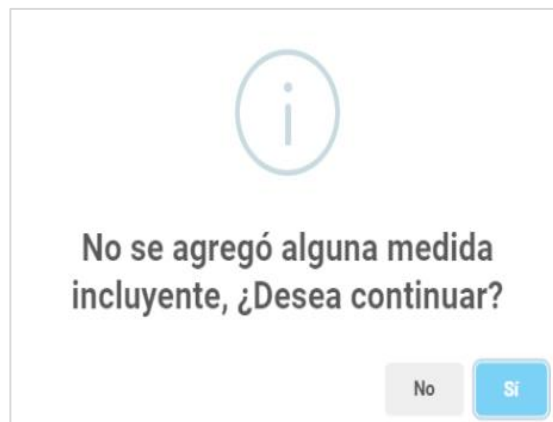 No se agregó alguna medida
incluyente, ¿Desea continuar?
No Sí